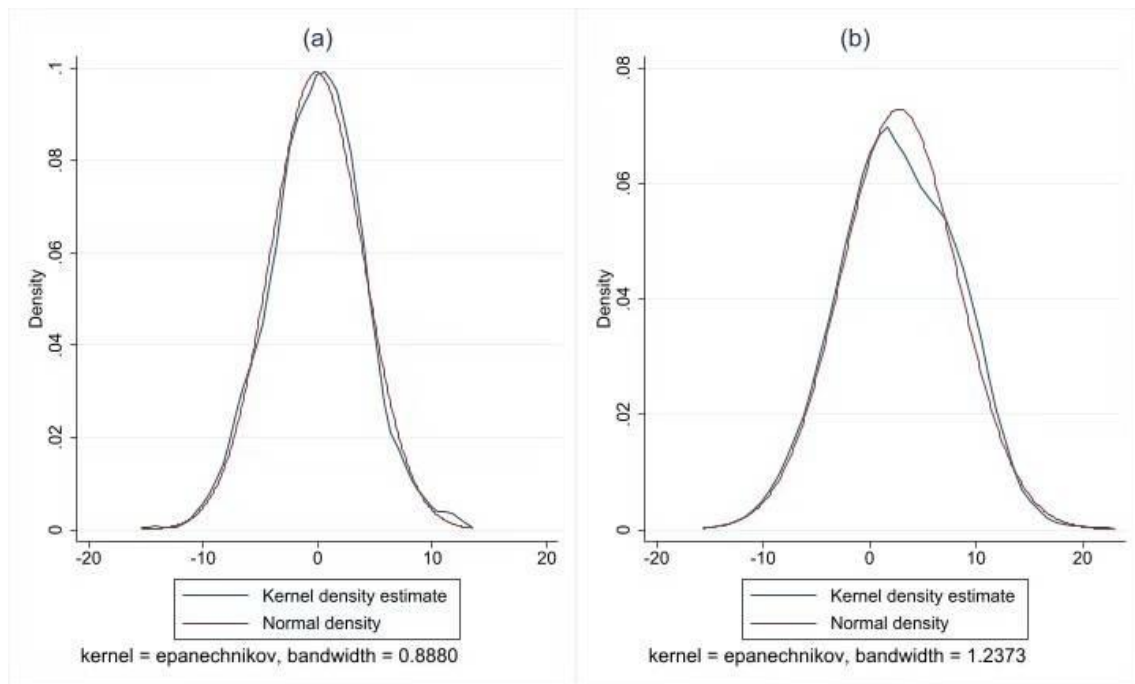 (a)
Density
.1
.08
.06
.04
.02
0
-20
-10
0
10
20
Kernel density estimate
Normal density
kernel = epanechnikov, bandwidth = 0.8880
(b)
Density
.08
.06
.04
.02
0
-20
-10
0
10
20
Kernel density estimate
Normal density
kernel = epanechnikov, bandwidth = 1.2373